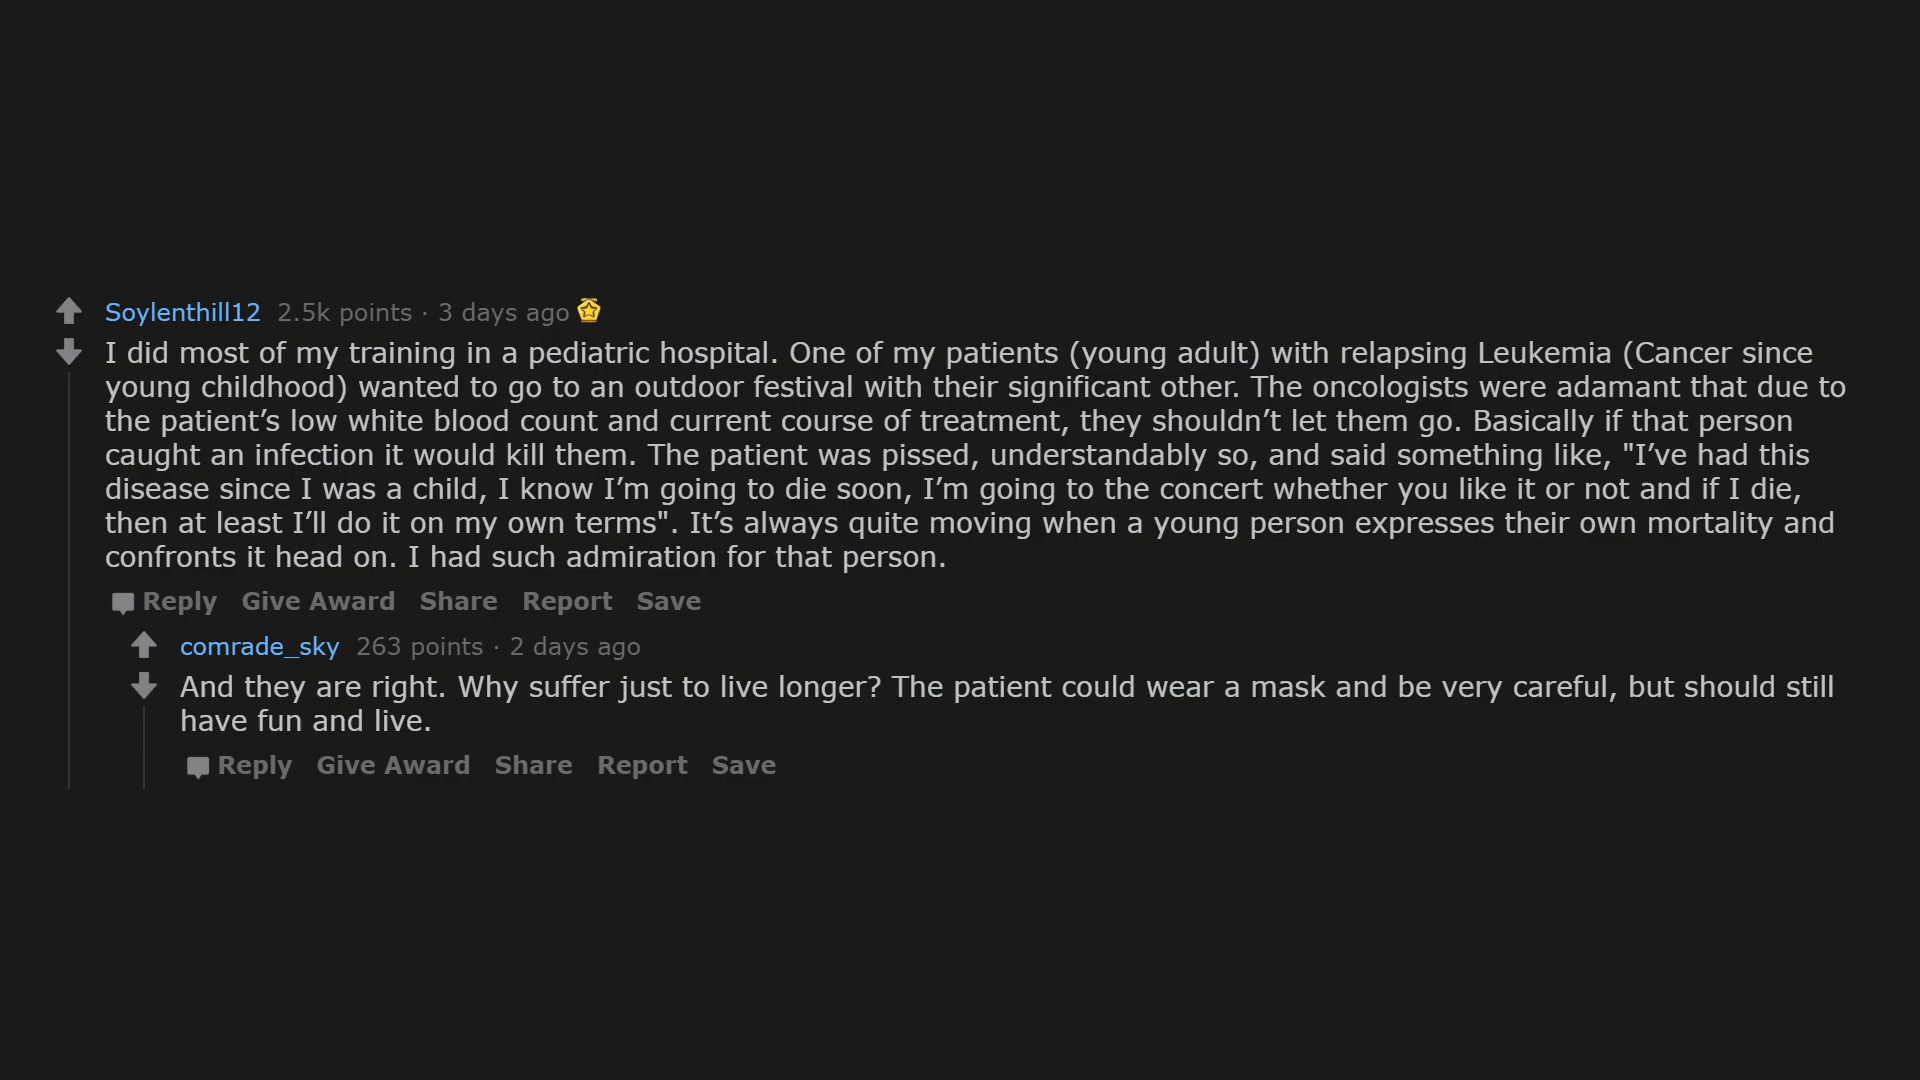 Soylenthill12 2.5k points · 3 days ago
I did most of my training in a pediatric hospital. One of my patients (young adult) with relapsing Leukemia (Cancer since
young childhood) wanted to go to an outdoor festival with their significant other. The oncologists were adamant that due to
the patient’s low white blood count and current course of treatment, they shouldn’t let them go. Basically if that person
caught an infection it would kill them. The patient was pissed, understandably so, and said something like, "I’ve had this
disease since I was a child, I know I’m going to die soon, I’m going to the concert whether you like it or not and if I die,
then at least I’ll do it on my own terms". It’s always quite moving when a young person expresses their own mortality and
confronts it head on. I had such admiration for that person.
Reply Give Award Share Report Save
comrade_sky 263 points · 2 days ago
And they are right. Why suffer just to live longer? The patient could wear a mask and be very careful, but should still
have fun and live.
Reply Give Award Share Report Save